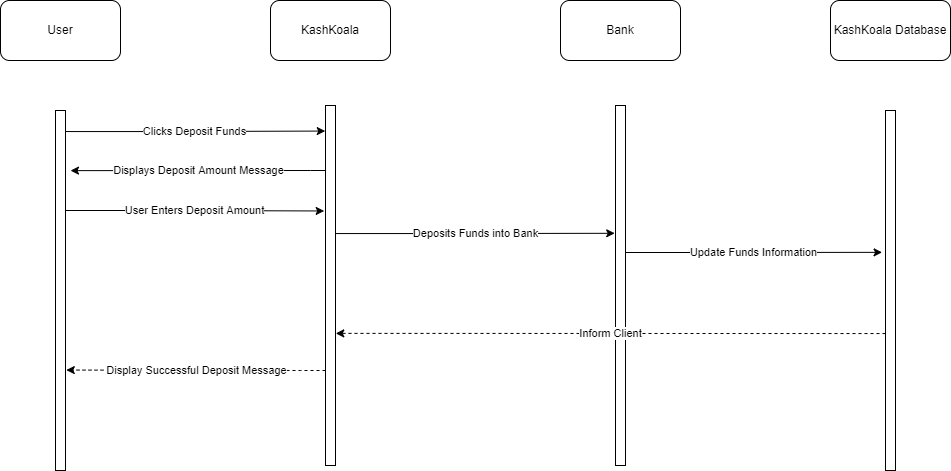 User
KashKoala
Bank
KashKoala Database
Clicks Deposit Funds
Displays Deposit Amount Message
User Enters Deposit Amount
Deposits Funds into Bank
Update Funds Information
Inform Client
Display Successful Deposit Message